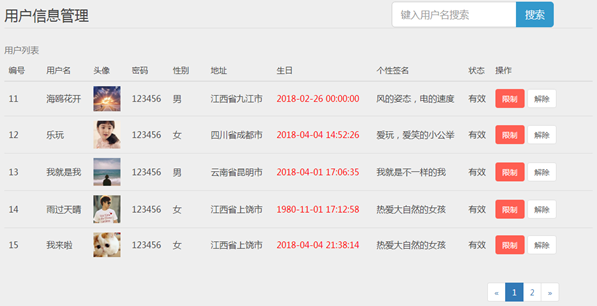 用户信息管理 键入用户名搜索 搜索
用户列表
编号 用户名 头像 密码 性别 地址 生日 个性签名 状态 操作
11 海鸥花开 123456 男 江西省九江市 2018-02-26 00:00:00 风的姿态，电的速度 有效 限制 解除
12 乐玩 123456 女 四川省成都市 2018-04-04 14:52:26 爱玩，爱笑的小公举 有效 限制 解除
13 我就是我 123456 男 云南省昆明市 2018-04-01 17:06:35 我就是不一样的我 有效 限制 解除
14 雨过天晴 123456 女 江西省上饶市 1980-11-01 17:12:58 热爱大自然的女孩 有效 限制 解除
15 我来啦 123456 女 江西省上饶市 2018-04-04 21:38:14 热爱大自然的女孩 有效 限制 解除
« 1 2 »